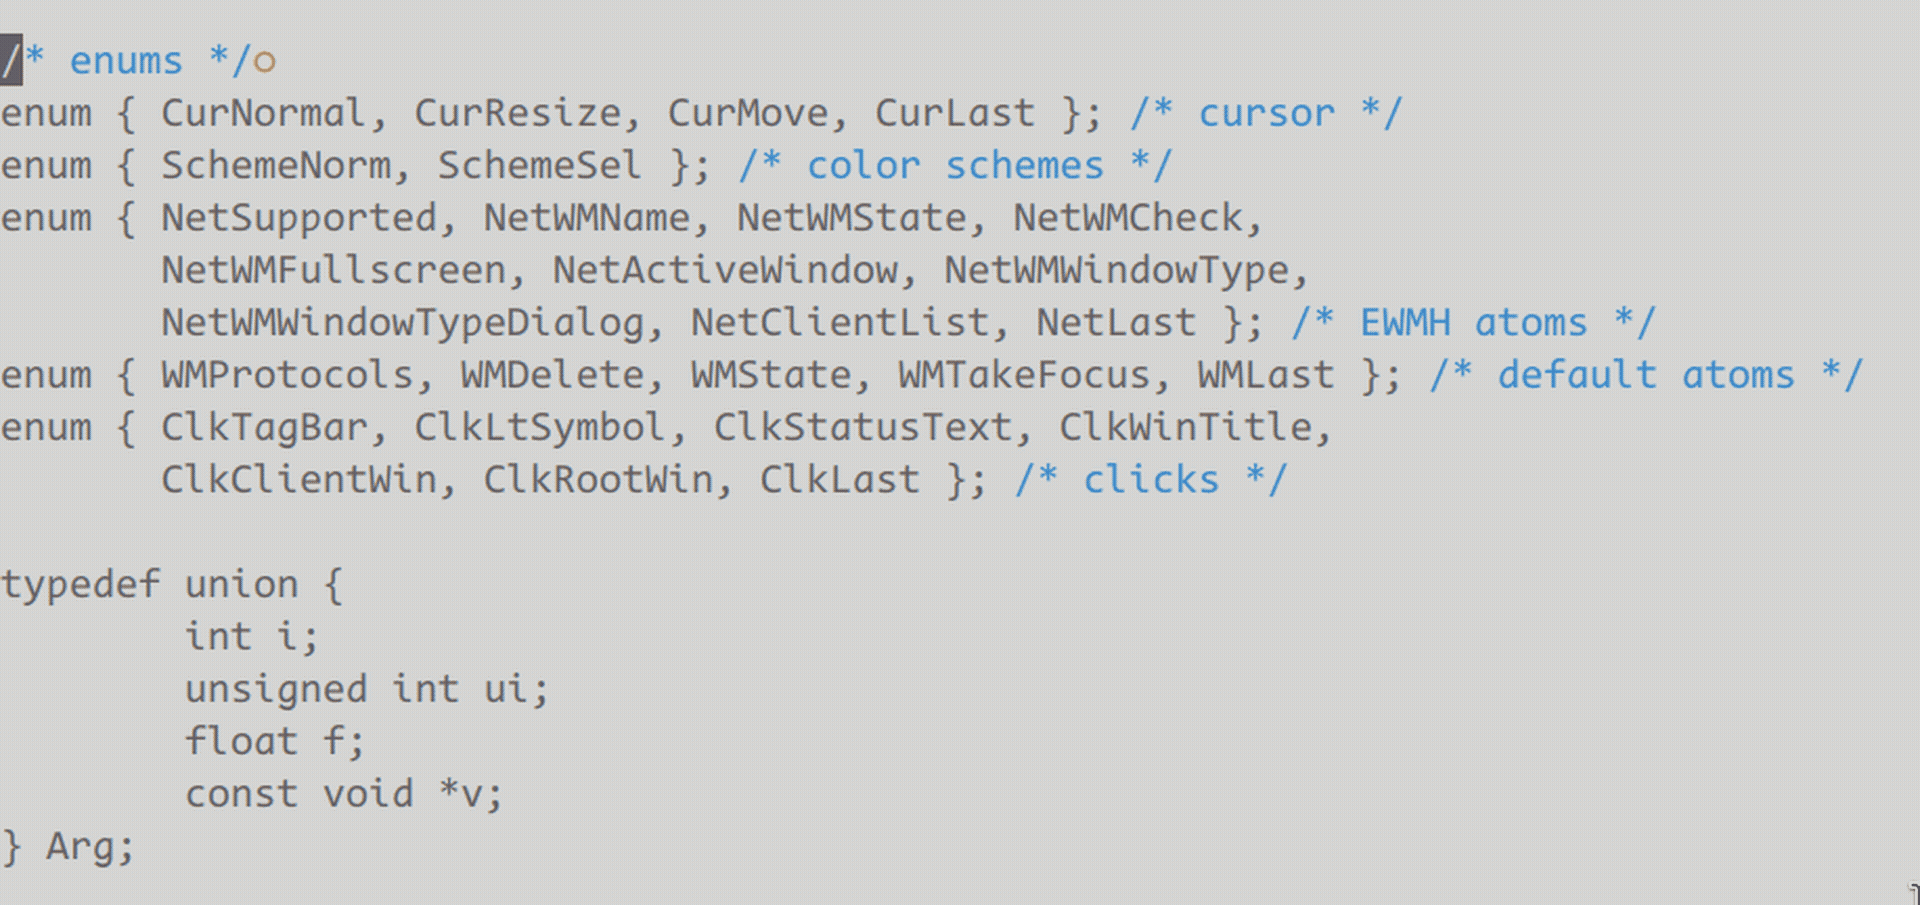 /* enums */
enum { CurNormal, CurResize, CurMove, CurLast }; /* cursor */
enum { SchemeNorm, SchemeSel }; /* color schemes */
enum { NetSupported, NetWMName, NetWMState, NetWMCheck,
       NetWMFullscreen, NetActiveWindow, NetWMWindowType,
       NetWMWindowTypeDialog, NetClientList, NetLast }; /* EWMH atoms */
enum { WMProtocols, WMDelete, WMState, WMTakeFocus, WMLast }; /* default atoms */
enum { ClkTagBar, ClkLtSymbol, ClkStatusText, ClkWinTitle,
       ClkClientWin, ClkRootWin, ClkLast }; /* clicks */

typedef union {
        int i;
        unsigned int ui;
        float f;
        const void *v;
} Arg;